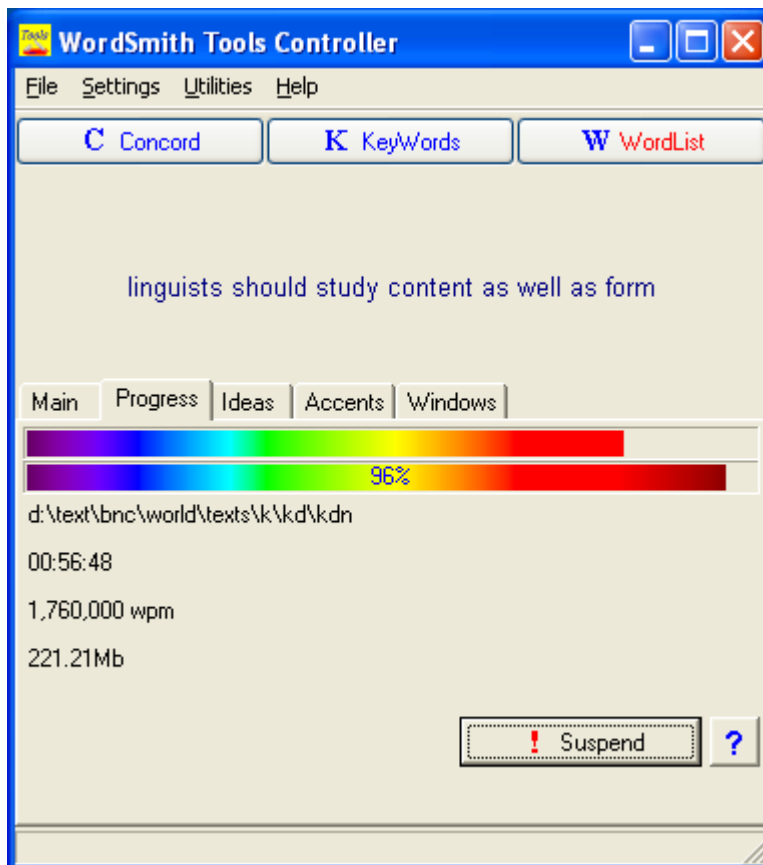 Tools WordSmith Tools Controller
File Settings Utilities Help
C Concord K KeyWords W WordList
linguists should study content as well as form
Main Progress Ideas Accents Windows
96%
d:\text\bnc\world\texts\k\kd\kdn
00:56:48
1,760,000 wpm
221.21Mb
! Suspend ?